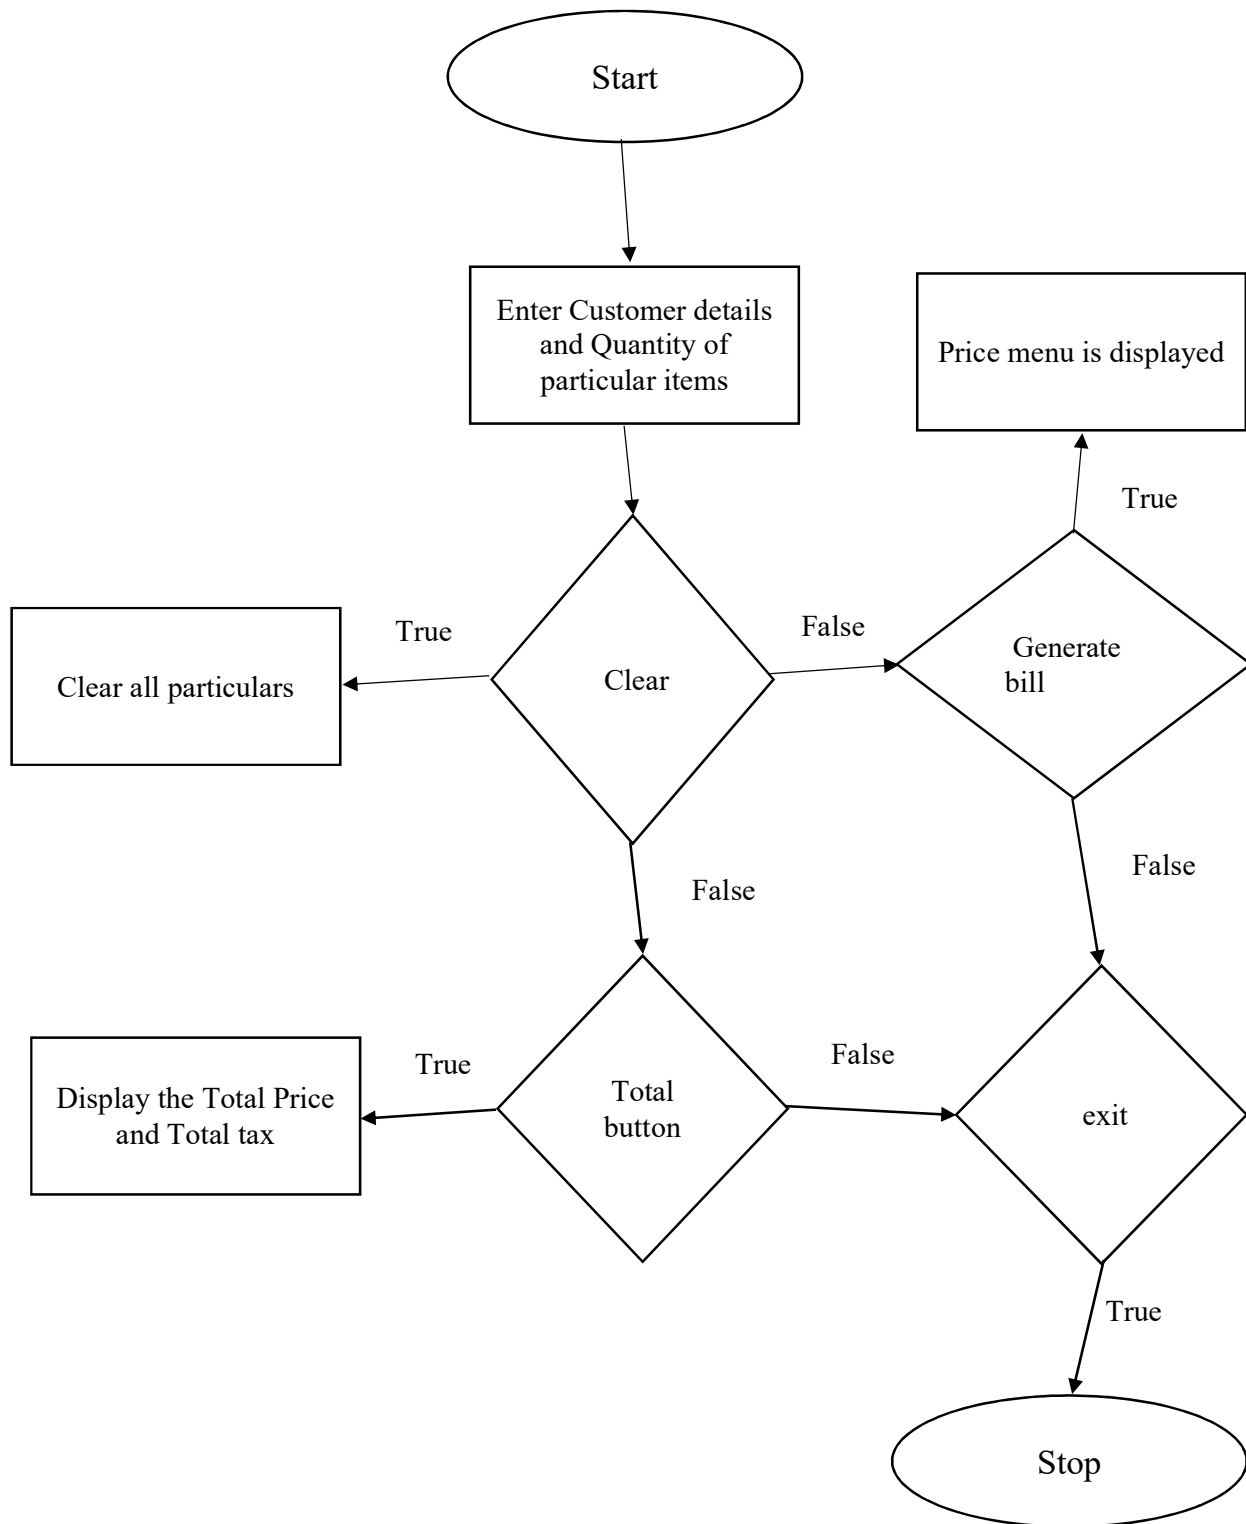 Start
Enter Customer details
and Quantity of
particular items
Price menu is displayed
True
True
False
Clear all particulars
Clear
Generate
bill
False
False
True
False
Display the Total Price
and Total tax
Total
button
exit
True
Stop